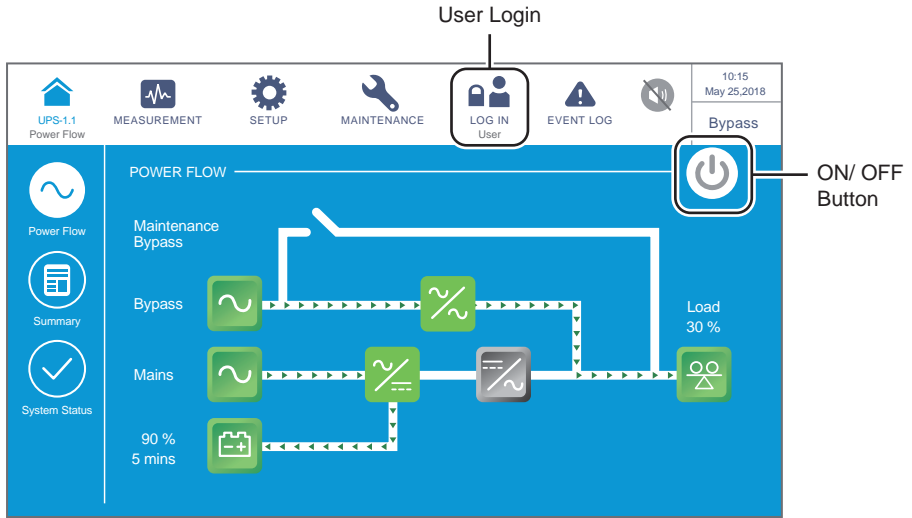 User Login
10:15
May 25,2018
UPS-1.1
MEASUREMENT
SETUP
MAINTENANCE
LOG IN
EVENT LOG
Power Flow
User
Bypass
POWER FLOW
ON/ OFF
Button
Power Flow
Maintenance
Bypass
Bypass
Load
30 %
Summary
Mains
System Status
90 %
5 mins